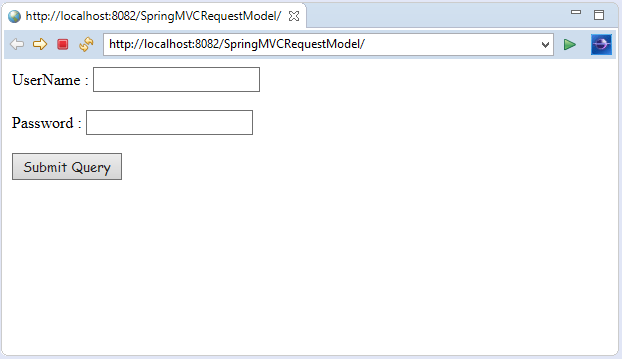 http://localhost:8082/SpringMVCRequestModel/
http://localhost:8082/SpringMVCRequestModel/
UserName :
Password :
Submit Query